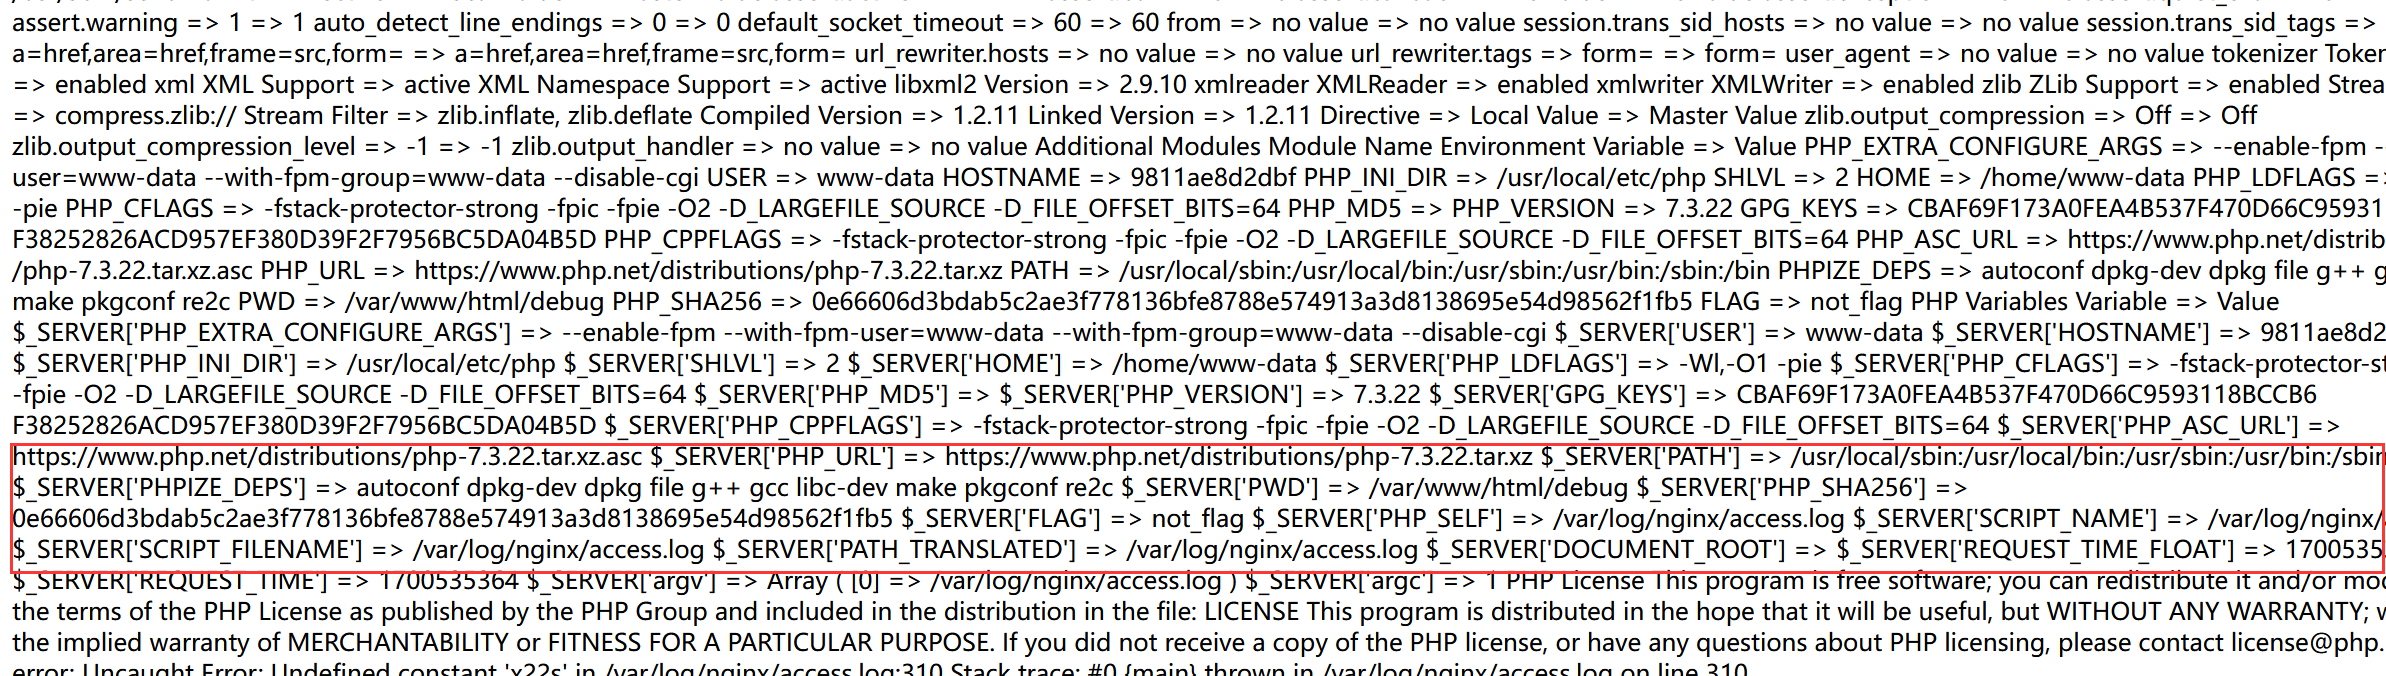 assert.warning => 1 => 1 auto_detect_line_endings => 0 => 0 default_socket_timeout => 60 => 60 from => no value => no value session.trans_sid_hosts => no value => no value session.trans_sid_tags =>
a=href,area=href,frame=src,form= => a=href,area=href,frame=src,form= url_rewriter.hosts => no value => no value url_rewriter.tags => form= => form= user_agent => no value => no value tokenizer Token
=> enabled xml XML Support => active XML Namespace Support => active libxml2 Version => 2.9.10 xmlreader XMLReader => enabled xmlwriter XMLWriter => enabled zlib ZLib Support => enabled Strea
=> compress.zlib:// Stream Filter => zlib.inflate, zlib.deflate Compiled Version => 1.2.11 Linked Version => 1.2.11 Directive => Local Value => Master Value zlib.output_compression => Off => Off
zlib.output_compression_level => -1 => -1 zlib.output_handler => no value => no value Additional Modules Module Name Environment Variable => Value PHP_EXTRA_CONFIGURE_ARGS => --enable-fpm -
user=www-data --with-fpm-group=www-data --disable-cgi USER => www-data HOSTNAME => 9811ae8d2dbf PHP_INI_DIR => /usr/local/etc/php SHLVL => 2 HOME => /home/www-data PHP_LDFLAGS =>
-pie PHP_CFLAGS => -fstack-protector-strong -fpic -fpie -O2 -D_LARGEFILE_SOURCE -D_FILE_OFFSET_BITS=64 PHP_MD5 => PHP_VERSION => 7.3.22 GPG_KEYS => CBAF69F173A0FEA4B537F470D66C95931
F38252826ACD957EF380D39F2F7956BC5DA04B5D PHP_CPPFLAGS => -fstack-protector-strong -fpic -fpie -O2 -D_LARGEFILE_SOURCE -D_FILE_OFFSET_BITS=64 PHP_ASC_URL => https://www.php.net/distrib
/php-7.3.22.tar.xz.asc PHP_URL => https://www.php.net/distributions/php-7.3.22.tar.xz PATH => /usr/local/sbin:/usr/local/bin:/usr/sbin:/usr/bin:/sbin:/bin PHPIZE_DEPS => autoconf dpkg-dev dpkg file g++ g
make pkgconf re2c PWD => /var/www/html/debug PHP_SHA256 => 0e66606d3bdab5c2ae3f778136bfe8788e574913a3d8138695e54d98562f1fb5 FLAG => not_flag PHP Variables Variable => Value
$_SERVER['PHP_EXTRA_CONFIGURE_ARGS'] => --enable-fpm --with-fpm-user=www-data --with-fpm-group=www-data --disable-cgi $_SERVER['USER'] => www-data $_SERVER['HOSTNAME'] => 9811ae8d2
$_SERVER['PHP_INI_DIR'] => /usr/local/etc/php $_SERVER['SHLVL'] => 2 $_SERVER['HOME'] => /home/www-data $_SERVER['PHP_LDFLAGS'] => -Wl,-O1 -pie $_SERVER['PHP_CFLAGS'] => -fstack-protector-st
-fpie -O2 -D_LARGEFILE_SOURCE -D_FILE_OFFSET_BITS=64 $_SERVER['PHP_MD5'] => $_SERVER['PHP_VERSION'] => 7.3.22 $_SERVER['GPG_KEYS'] => CBAF69F173A0FEA4B537F470D66C9593118BCCB6
F38252826ACD957EF380D39F2F7956BC5DA04B5D $_SERVER['PHP_CPPFLAGS'] => -fstack-protector-strong -fpic -fpie -O2 -D_LARGEFILE_SOURCE -D_FILE_OFFSET_BITS=64 $_SERVER['PHP_ASC_URL'] =>
https://www.php.net/distributions/php-7.3.22.tar.xz.asc $_SERVER['PHP_URL'] => https://www.php.net/distributions/php-7.3.22.tar.xz $_SERVER['PATH'] => /usr/local/sbin:/usr/local/bin:/usr/sbin:/usr/bin:/sbin
$_SERVER['PHPIZE_DEPS'] => autoconf dpkg-dev dpkg file g++ gcc libc-dev make pkgconf re2c $_SERVER['PWD'] => /var/www/html/debug $_SERVER['PHP_SHA256'] =>
0e66606d3bdab5c2ae3f778136bfe8788e574913a3d8138695e54d98562f1fb5 $_SERVER['FLAG'] => not_flag $_SERVER['PHP_SELF'] => /var/log/nginx/access.log $_SERVER['SCRIPT_NAME'] => /var/log/nginx/
$_SERVER['SCRIPT_FILENAME'] => /var/log/nginx/access.log $_SERVER['PATH_TRANSLATED'] => /var/log/nginx/access.log $_SERVER['DOCUMENT_ROOT'] => $_SERVER['REQUEST_TIME_FLOAT'] => 1700535
$_SERVER['REQUEST_TIME'] => 1700535364 $_SERVER['argv'] => Array ( [0] => /var/log/nginx/access.log ) $_SERVER['argc'] => 1 PHP License This program is free software; you can redistribute it and/or mod
the terms of the PHP License as published by the PHP Group and included in the distribution in the file: LICENSE This program is distributed in the hope that it will be useful, but WITHOUT ANY WARRANTY; w
the implied warranty of MERCHANTABILITY or FITNESS FOR A PARTICULAR PURPOSE. If you did not receive a copy of the PHP license, or have any questions about PHP licensing, please contact license@php.
error: Uncaught Error: Undefined constant 'x22s' in /var/log/nginx/access.log:310 Stack trace: #0 {main} thrown in /var/log/nginx/access.log on line 310